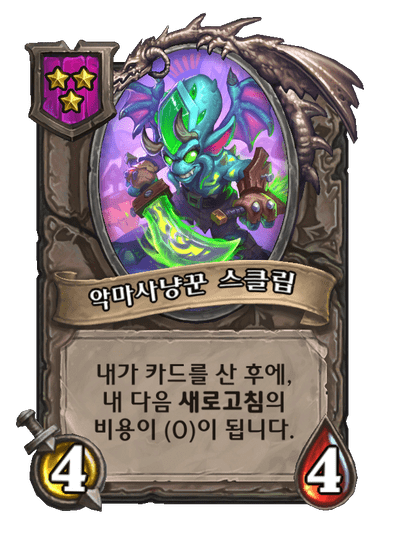 악마사냥꾼 스클립
내가 카드를 산 후에,
내 다음 새로고침의
비용이 (0)이 됩니다.
4
4